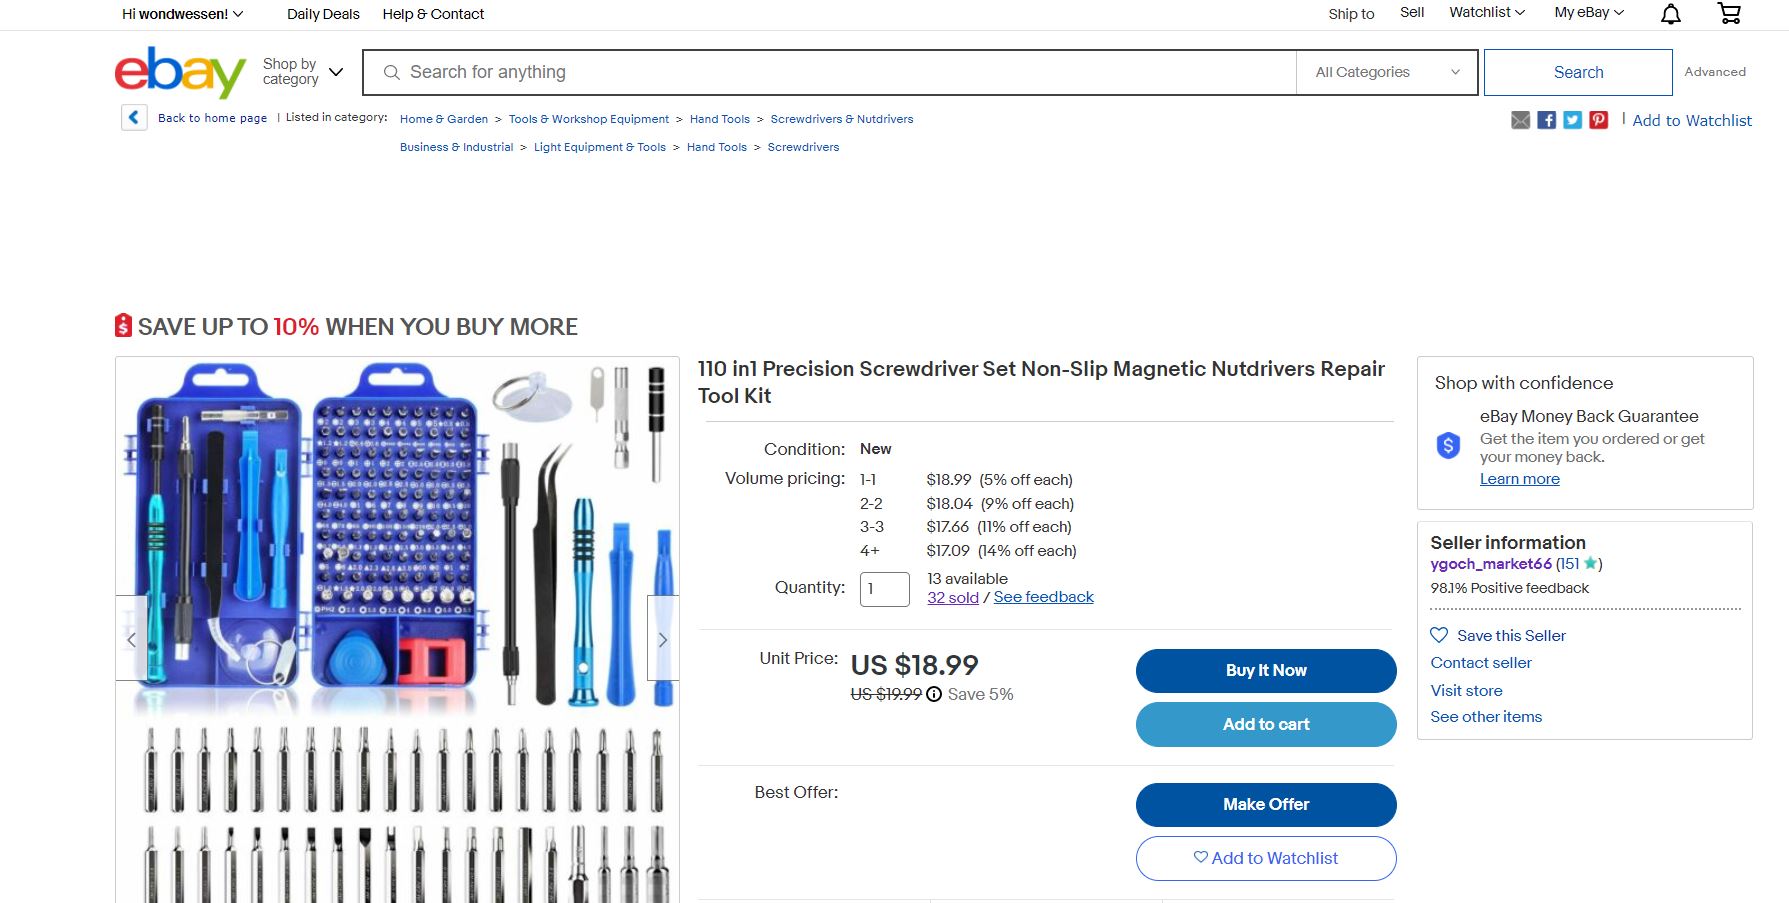 Hi wondwessen!
Daily Deals
Help & Contact
Ship to
Sell
Watchlist
My eBay
ebay
Shop by
category
Search for anything
All Categories
Search
Advanced
Back to home page
| Listed in category:
Home & Garden > Tools & Workshop Equipment > Hand Tools > Screwdrivers & Nutdrivers
Business & Industrial > Light Equipment & Tools > Hand Tools > Screwdrivers
| Add to Watchlist
SAVE UP TO 10% WHEN YOU BUY MORE
110 in1 Precision Screwdriver Set Non-Slip Magnetic Nutdrivers Repair
Tool Kit
Condition: New
Volume pricing: 1-1 $18.99 (5% off each)
2-2 $18.04 (9% off each)
3-3 $17.66 (11% off each)
4+ $17.09 (14% off each)
Quantity: 1
13 available
32 sold / See feedback
Unit Price: US $18.99
US $19.99 Save 5%
Buy It Now
Add to cart
Best Offer:
Make Offer
Add to Watchlist
Shop with confidence
eBay Money Back Guarantee
Get the item you ordered or get
your money back.
Learn more
Seller information
ygoch_market66 (151)
98.1% Positive feedback
Save this Seller
Contact seller
Visit store
See other items